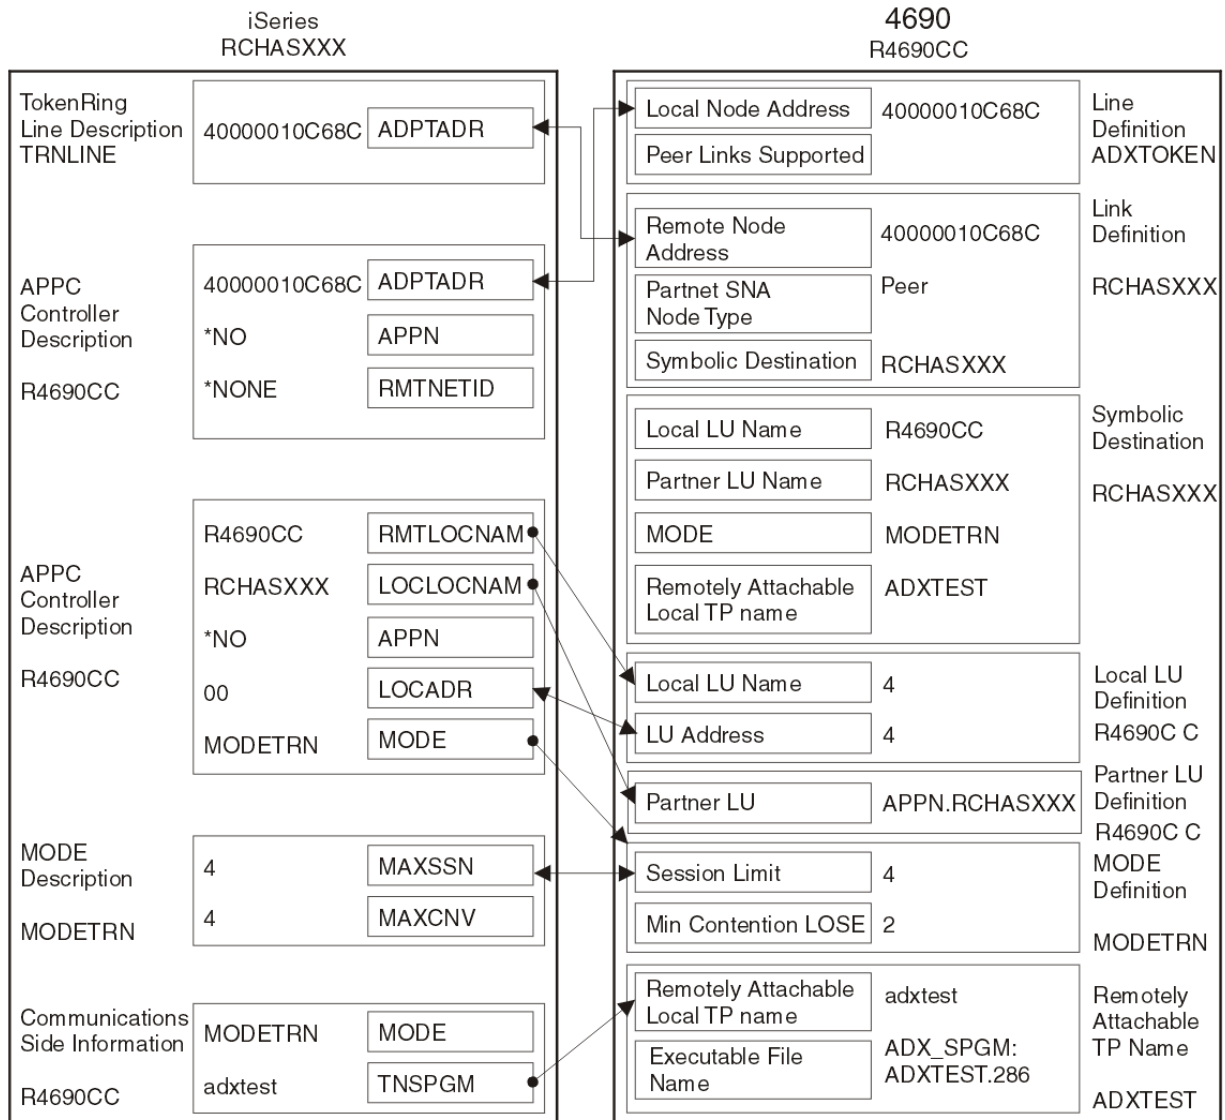 iSeries
RCHASXXX
4690
R4690CC
TokenRing
Line Description
TRNLINE
40000010C68C ADPTADR
APPC
Controller
Description
R4690CC
40000010C68C ADPTADR
*NO APPN
*NONE RMTNETID
APPC
Controller
Description
R4690CC
R4690CC RMTLOCNAM
RCHASXXX LOCLOCNAM
*NO APPN
00 LOCADR
MODETRN MODE
MODE
Description
MODETRN
4 MAXSSN
4 MAXCNV
Communications
Side Information
R4690CC
MODETRN MODE
adxtest TNSPGM
Local Node Address 40000010C68C
Peer Links Supported
Line
Definition
ADXTOKEN
Remote Node
Address
40000010C68C
Partnet SNA
Node Type
Peer
Symbolic Destination RCHASXXX
Link
Definition
RCHASXXX
Local LU Name R4690CC
Partner LU Name RCHASXXX
MODE MODETRN
Remotely Attachable
Local TP name
ADXTEST
Symbolic
Destination
RCHASXXX
Local LU Name 4
LU Address 4
Local LU
Definition
R4690C C
Partner LU APPN.RCHASXXX
Partner LU
Definition
R4690C C
Session Limit 4
Min Contention LOSE 2
MODE
Definition
MODETRN
Remotely Attachable
Local TP name
adxtest
Executable File
Name
ADX_SPGM:
ADXTEST.286
Remotely
Attachable
TP Name
ADXTEST